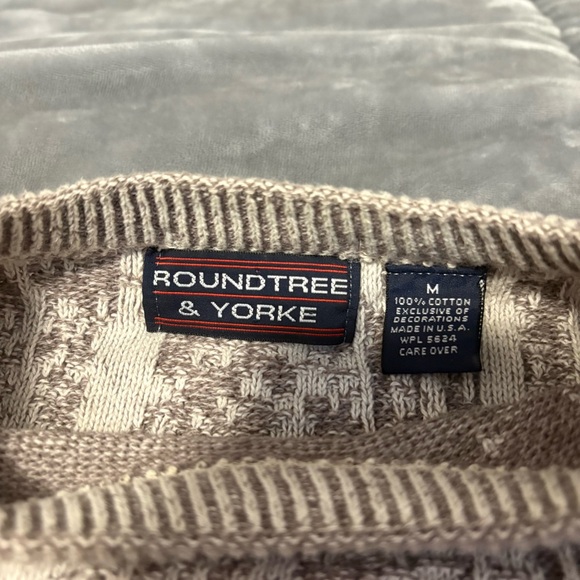 ROUNDTREE
& YORKE
M
100% COTTON
EXCLUSIVE OF
DECORATIONS
MADE IN U.S.A.
WPL 5624
CARE OVER